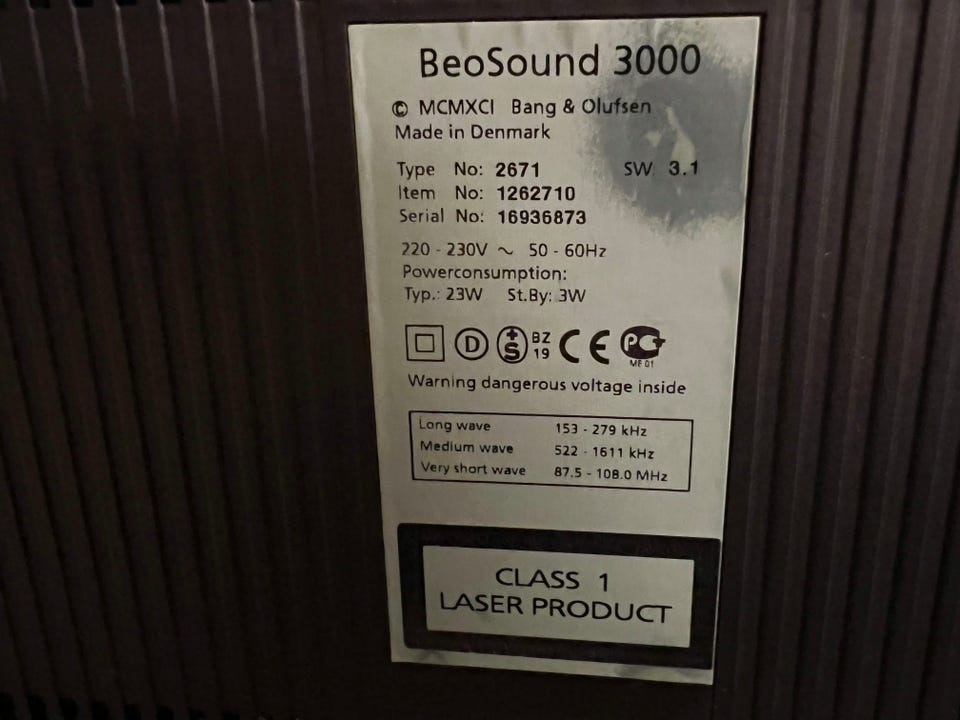 BeoSound 3000
© MCMXCI Bang & Olufsen
Made in Denmark
Type No: 2671 SW 3.1
Item No: 1262710
Serial No: 16936873
220 - 230V ~ 50 - 60Hz
Powerconsumption:
Typ.: 23W St.By: 3W
D +S BZ 19 CE PCT ME 01
Warning dangerous voltage inside
Long wave 153 - 279 kHz
Medium wave 522 - 1611 kHz
Very short wave 87.5 - 108.0 MHz
CLASS 1
LASER PRODUCT